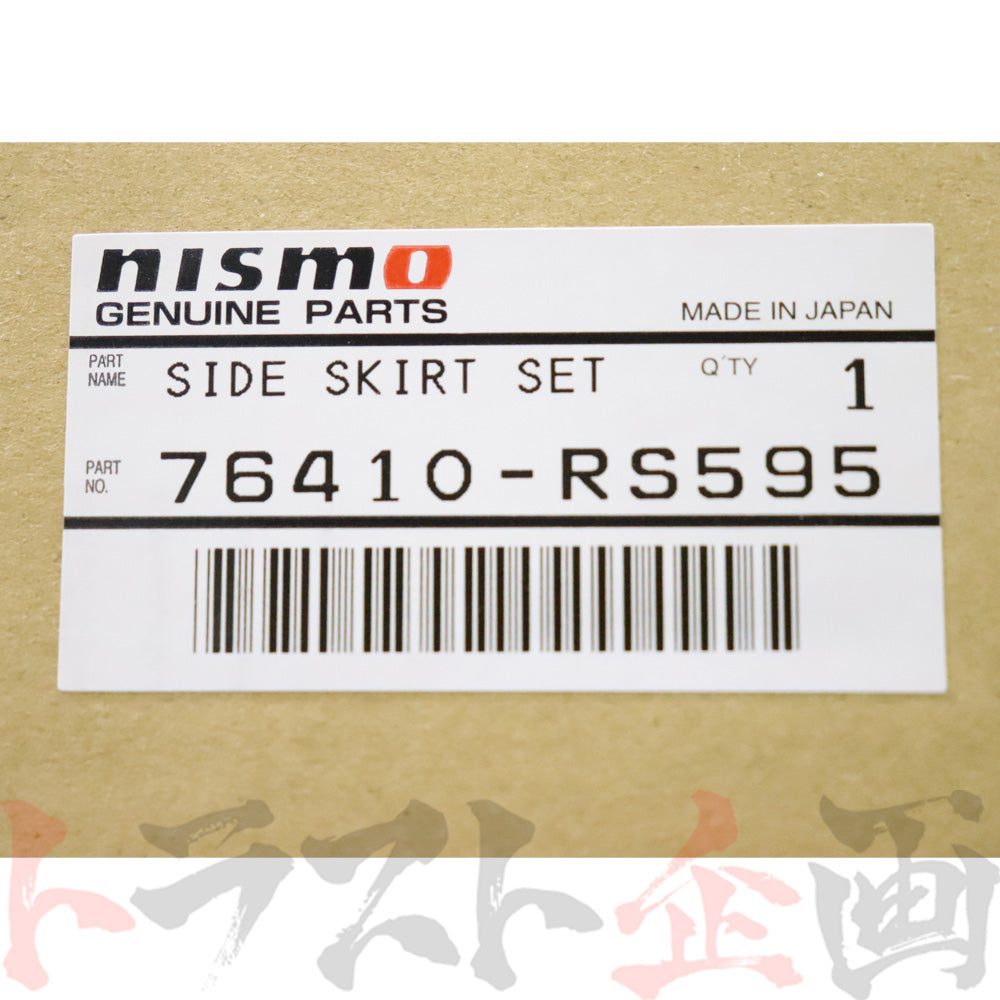 nismo
GENUINE PARTS
MADE IN JAPAN
PART NAME SIDE SKIRT SET Q'TY 1
PART NO. 76410-RS595
トラスト企画